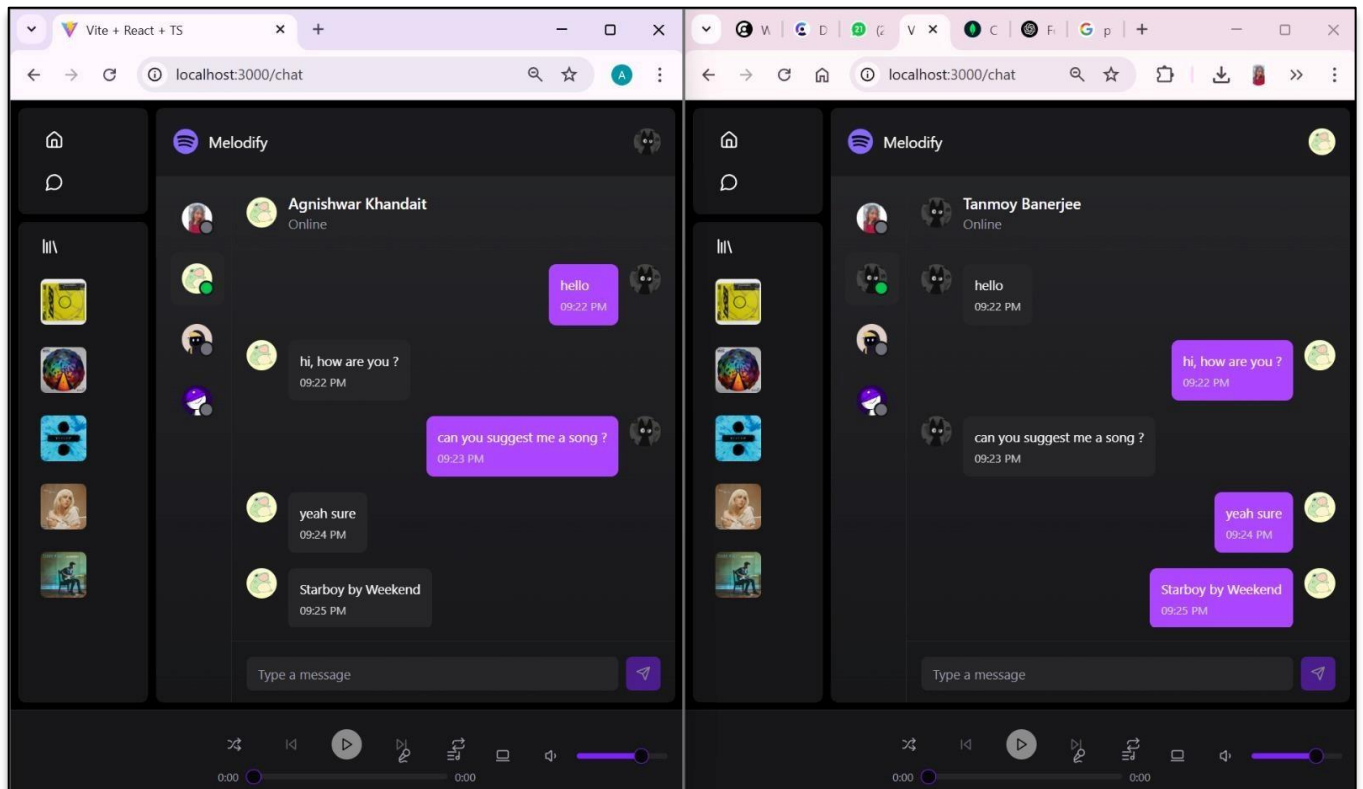 Vite + React + TS
localhost:3000/chat
A
Melodify
Agnishwar Khandait
Online
hello
09:22 PM
hi, how are you ?
09:22 PM
can you suggest me a song ?
09:23 PM
yeah sure
09:24 PM
Starboy by Weekend
09:25 PM
Type a message
0:00
0:00
W
D
21
(2
V
C
G
p
localhost:3000/chat
Melodify
Tanmoy Banerjee
Online
hello
09:22 PM
hi, how are you ?
09:22 PM
can you suggest me a song ?
09:23 PM
yeah sure
09:24 PM
Starboy by Weekend
09:25 PM
Type a message
0:00
0:00